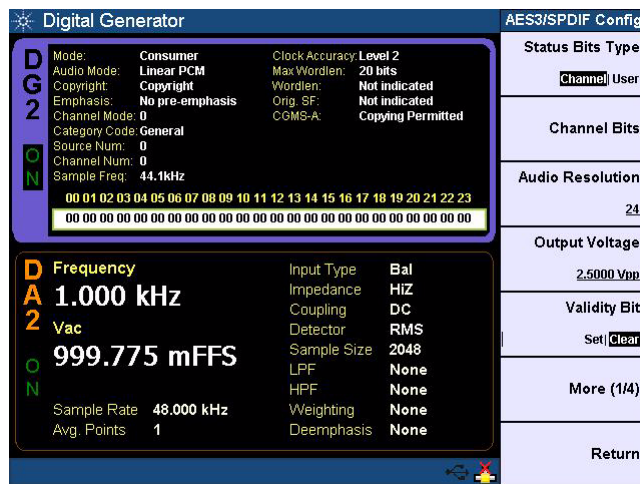 Digital Generator
DG2
ON
Mode: Consumer
Audio Mode: Linear PCM
Copyright: Copyright
Emphasis: No pre-emphasis
Channel Mode: 0
Category Code: General
Source Num: 0
Channel Num: 0
Sample Freq: 44.1kHz
Clock Accuracy: Level 2
Max Wordlen: 20 bits
Wordlen: Not indicated
Orig. SF: Not indicated
CGMS-A: Copying Permitted
00 01 02 03 04 05 06 07 08 09 10 11 12 13 14 15 16 17 18 19 20 21 22 23
00 00 00 00 00 00 00 00 00 00 00 00 00 00 00 00 00 00 00 00 00 00 00 00
DA2
ON
Frequency
1.000 kHz
Vac
999.775 mFFS
Sample Rate 48.000 kHz
Avg. Points 1
Input Type Bal
Impedance HiZ
Coupling DC
Detector RMS
Sample Size 2048
LPF None
HPF None
Weighting None
Deemphasis None
AES3/SPDIF Config
Status Bits Type
Channel| User
Channel Bits
Audio Resolution
24
Output Voltage
2.5000 Vpp
Validity Bit
Set| Clear
More (1/4)
Return